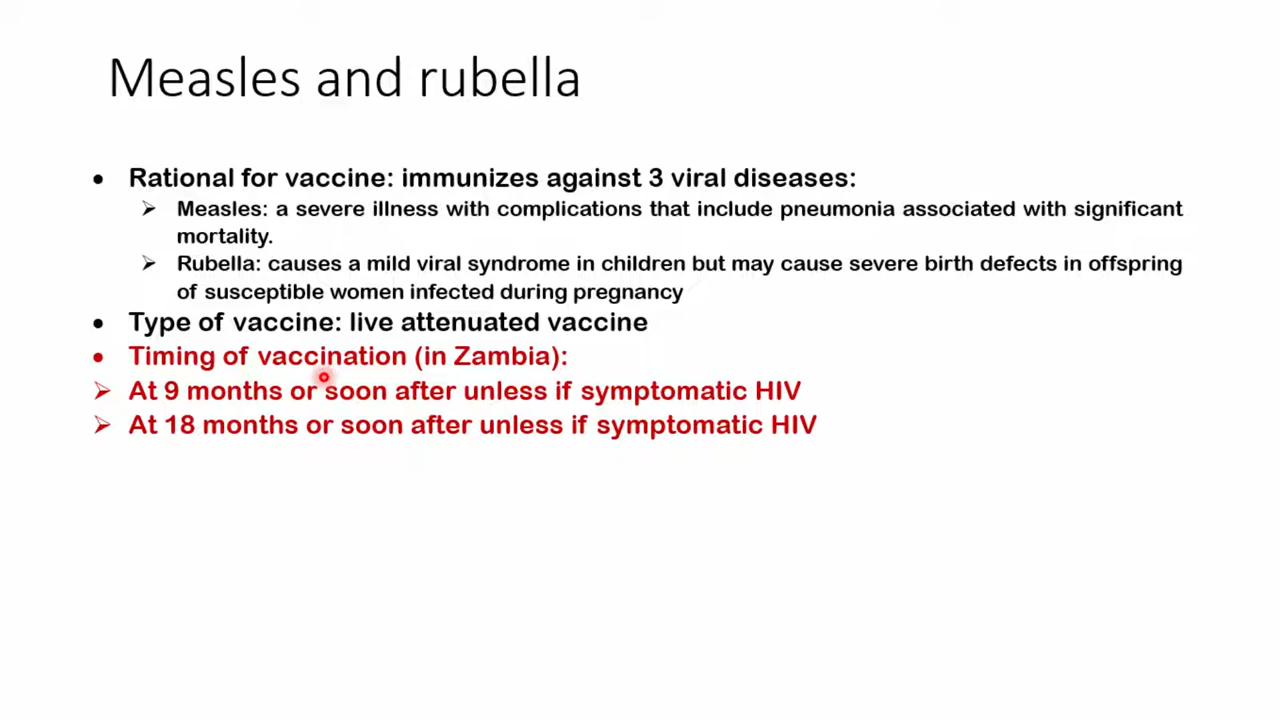 Measles and rubella
• Rational for vaccine: immunizes against 3 viral diseases:
➢ Measles: a severe illness with complications that include pneumonia associated with significant
mortality.
➢ Rubella: causes a mild viral syndrome in children but may cause severe birth defects in offspring
of susceptible women infected during pregnancy
• Type of vaccine: live attenuated vaccine
• Timing of vaccination (in Zambia):
➢ At 9 months or soon after unless if symptomatic HIV
➢ At 18 months or soon after unless if symptomatic HIV